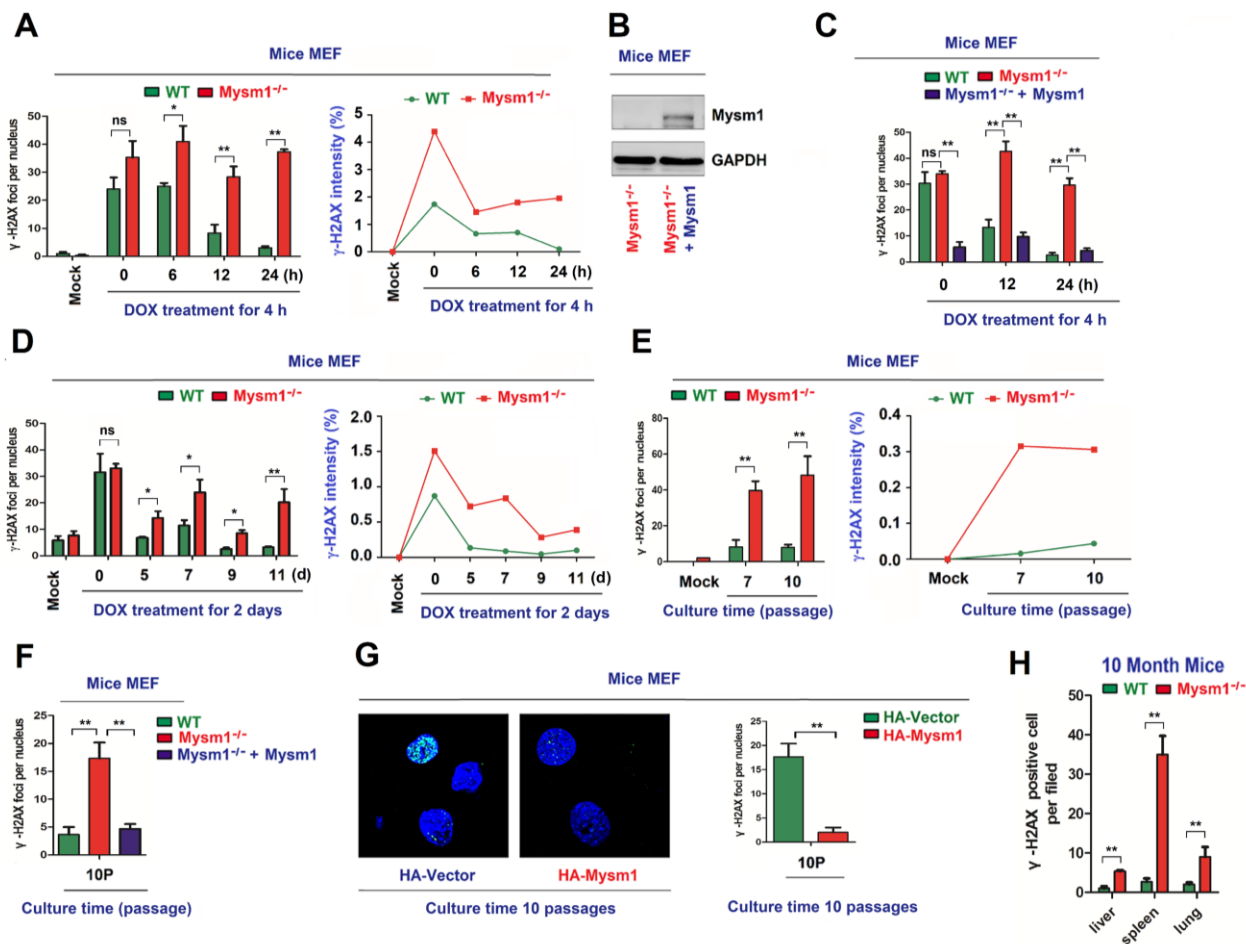 A
Mice MEF
WT Mysm1-/-
γ-H2AX foci per nucleus
50
40
30
20
10
0
ns
*
**
**
Mock
0 6 12 24 (h)
DOX treatment for 4 h
WT Mysm1-/-
γ-H2AX intensity (%)
5
4
3
2
1
0
Mock
0 6 12 24 (h)
DOX treatment for 4 h
B
Mice MEF
Mysm1
GAPDH
Mysm1-/-
Mysm1-/-
+ Mysm1
C
Mice MEF
WT Mysm1-/-
Mysm1-/- + Mysm1
γ -H2AX foci per nucleus
50
40
30
20
10
0
ns ** ** ** ** **
0 12 24 (h)
DOX treatment for 4 h
D
Mice MEF
WT Mysm1-/-
γ-H2AX foci per nucleus
50
40
30
20
10
0
ns
*
*
*
**
Mock
0 5 7 9 11 (d)
DOX treatment for 2 days
WT Mysm1-/-
γ-H2AX intensity (%)
2.0
1.5
1.0
0.5
0.0
Mock
0 5 7 9 11 (d)
DOX treatment for 2 days
E
Mice MEF
WT Mysm1-/-
γ -H2AX foci per nucleus
80
60
40
20
0
**
**
Mock 7 10
Culture time (passage)
WT Mysm1-/-
γ-H2AX intensity (%)
0.4
0.3
0.1
0.0
Mock 7 10
Culture time (passage)
F
Mice MEF
WT
Mysm1-/-
Mysm1-/- + Mysm1
γ -H2AX foci per nucleus
25
20
15
10
5
0
** **
10P
Culture time (passage)
G
Mice MEF
HA-Vector HA-Mysm1
Culture time 10 passages
HA-Vector
HA-Mysm1
γ -H2AX foci per nucleus
25
20
15
10
5
0
**
10P
Culture time 10 passages
H
10 Month Mice
WT Mysm1-/-
γ -H2AX positive cell
per filed
50
40
30
20
10
0
**
**
**
liver spleen lung